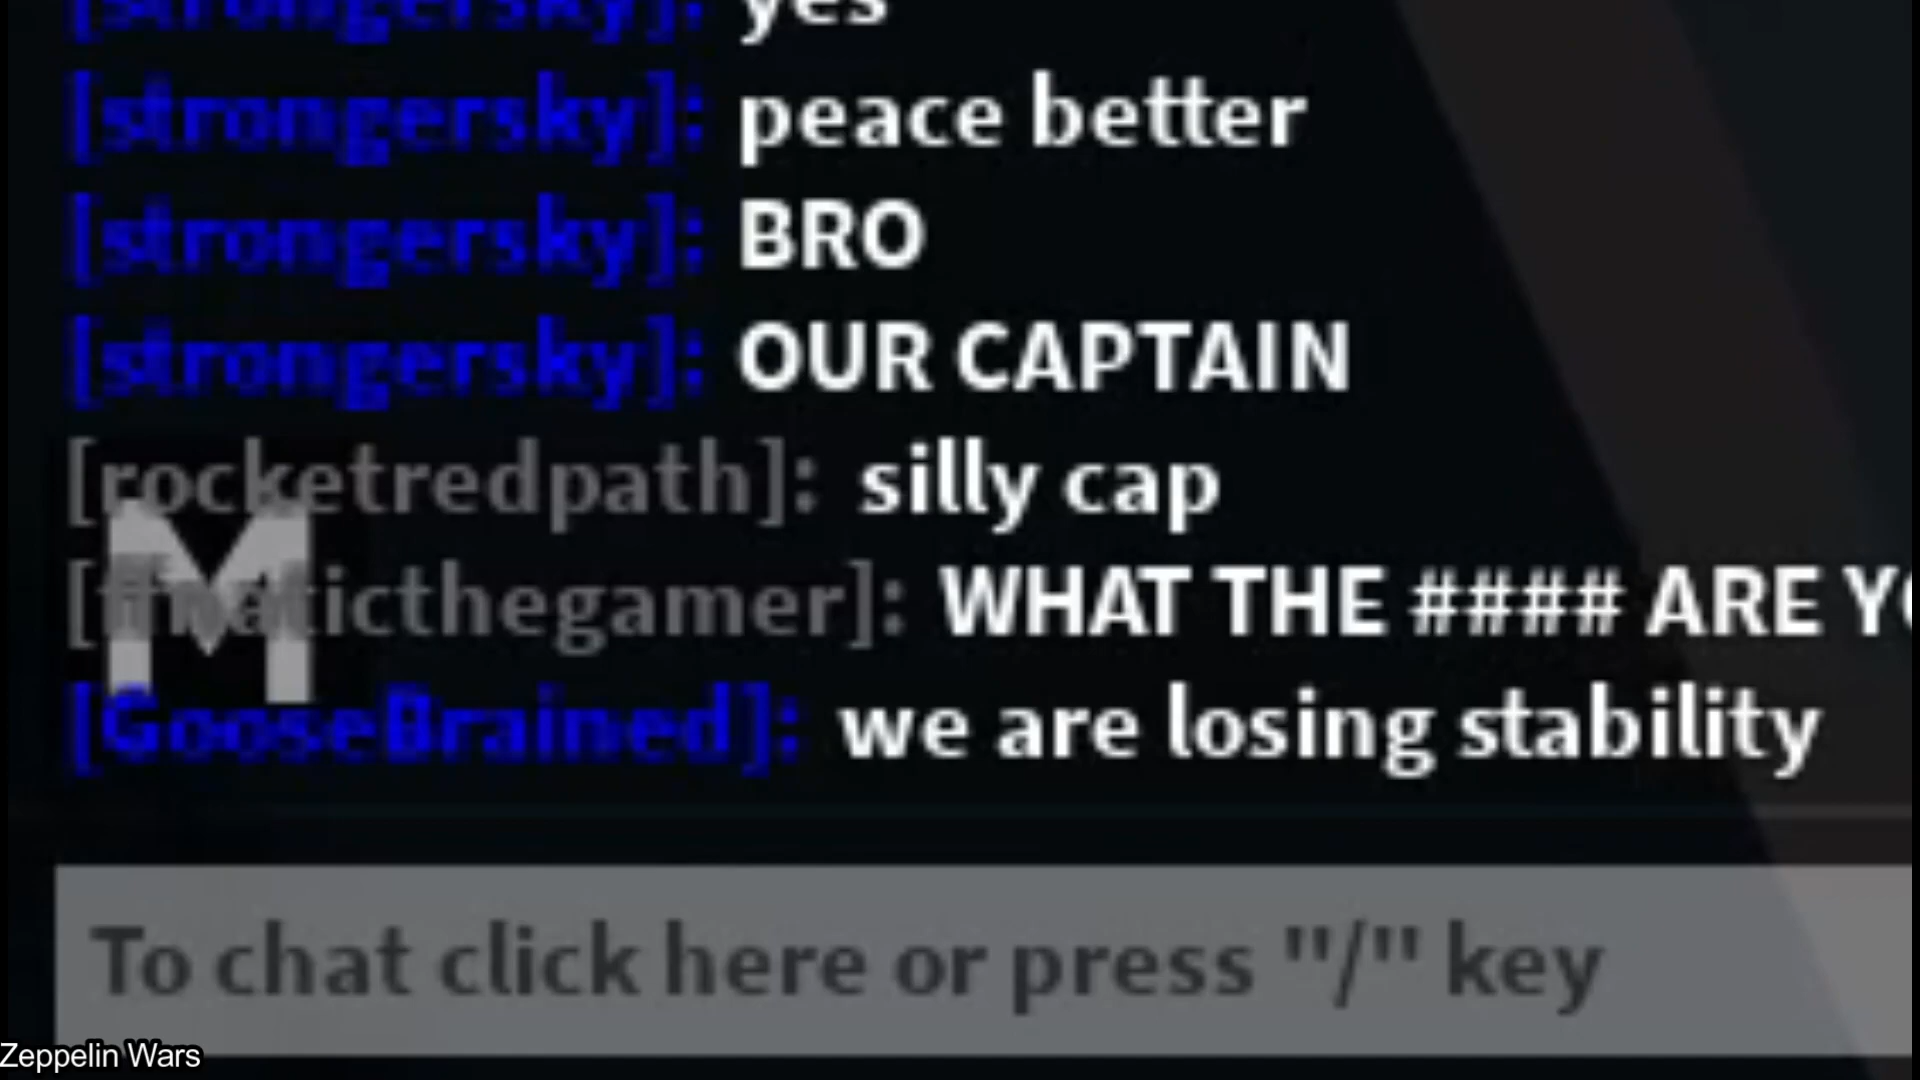 [strongersky]: yes
[strongersky]: peace better
[strongersky]: BRO
[strongersky]: OUR CAPTAIN
[rocketredpath]: silly cap
WHAT THE #### ARE
[GooseBrained]: we are losing stability
M
To chat click here or press "/" key
Zeppelin Wars